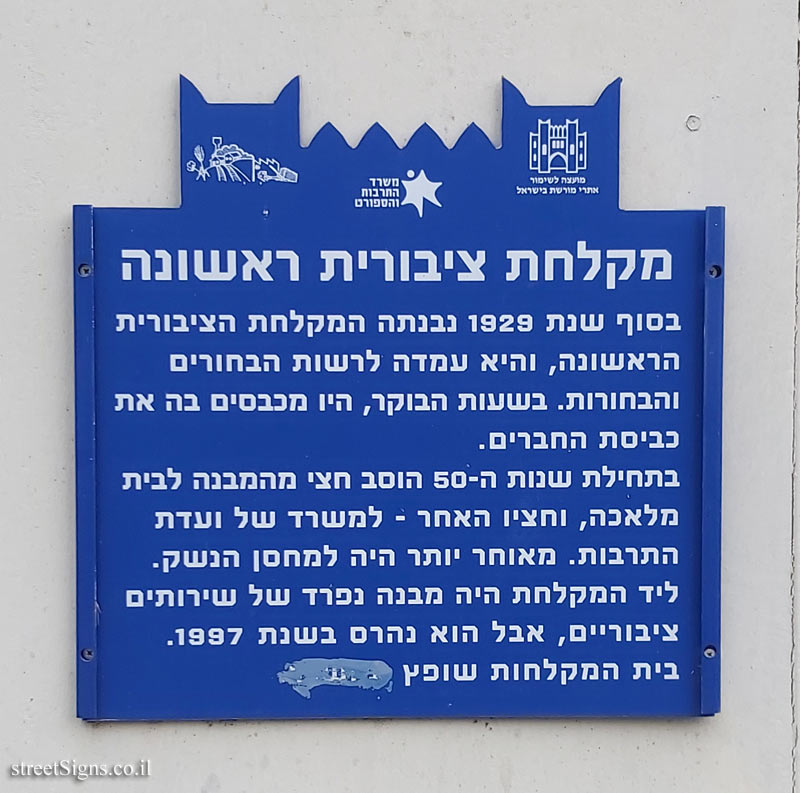 מועצה לשימור
אתרי מורשת בישראל
משרד
התרבות
והספורט
מקלחת ציבורית ראשונה
בסוף שנת 1929 נבנתה המקלחת הציבורית
הראשונה, והיא עמדה לרשות הבחורים
והבחורות. בשעות הבוקר, היו מכבסים בה את
כביסת החברים.
בתחילת שנות ה-50 הוסב חצי מהמבנה לבית
מלאכה, וחציו האחר - למשרד של ועדת
התרבות. מאוחר יותר היה למחסן הנשק.
ליד המקלחת היה מבנה נפרד של שירותים
ציבוריים, אבל הוא נהרס בשנת 1997.
בית המקלחות שופץ
streetSigns.co.il